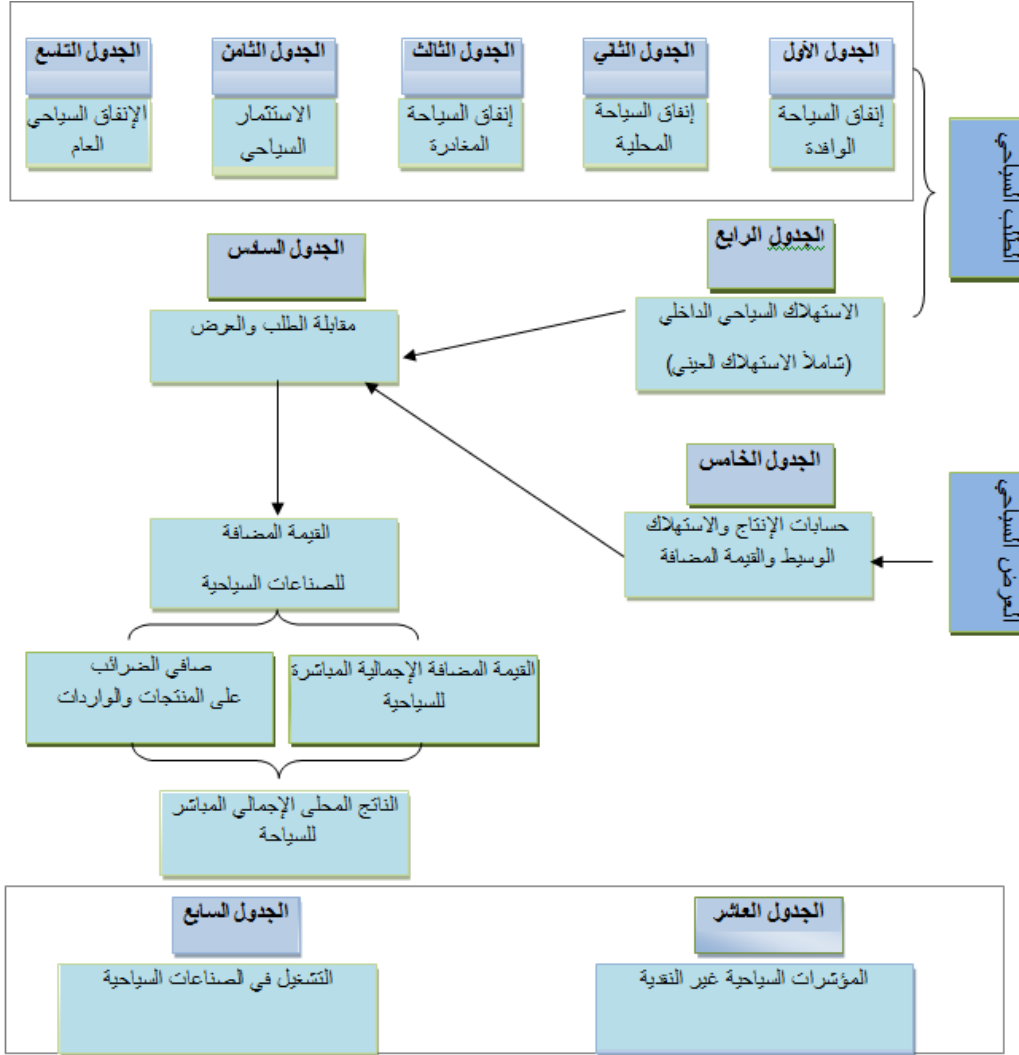 الجدول الأول
إنفاق السياحة
الوافدة
الجدول الثاني
إنفاق السياحة
المحلية
الجدول الثالث
إنفاق السياحة
المغادرة
الجدول الثامن
الاستثمار
السياحي
الجدول التاسع
الإنفاق السياحي
العام
الطلب السياحي
الجدول الرابع
الاستهلاك السياحي الداخلي
(شاملاً الاستهلاك العيني)
الجدول السادس
مقابلة الطلب والعرض
الجدول الخامس
حسابات الإنتاج والاستهلاك
الوسيط والقيمة المضافة
العرض السياحي
القيمة المضافة
للصناعات السياحية
القيمة المضافة الإجمالية المباشرة
للسياحية
صافي الضرائب
على المنتجات والواردات
الناتج المحلى الإجمالي المباشر
للسياحة
الجدول العاشر
المؤشرات السياحية غير النقدية
الجدول السابع
التشغيل في الصناعات السياحية